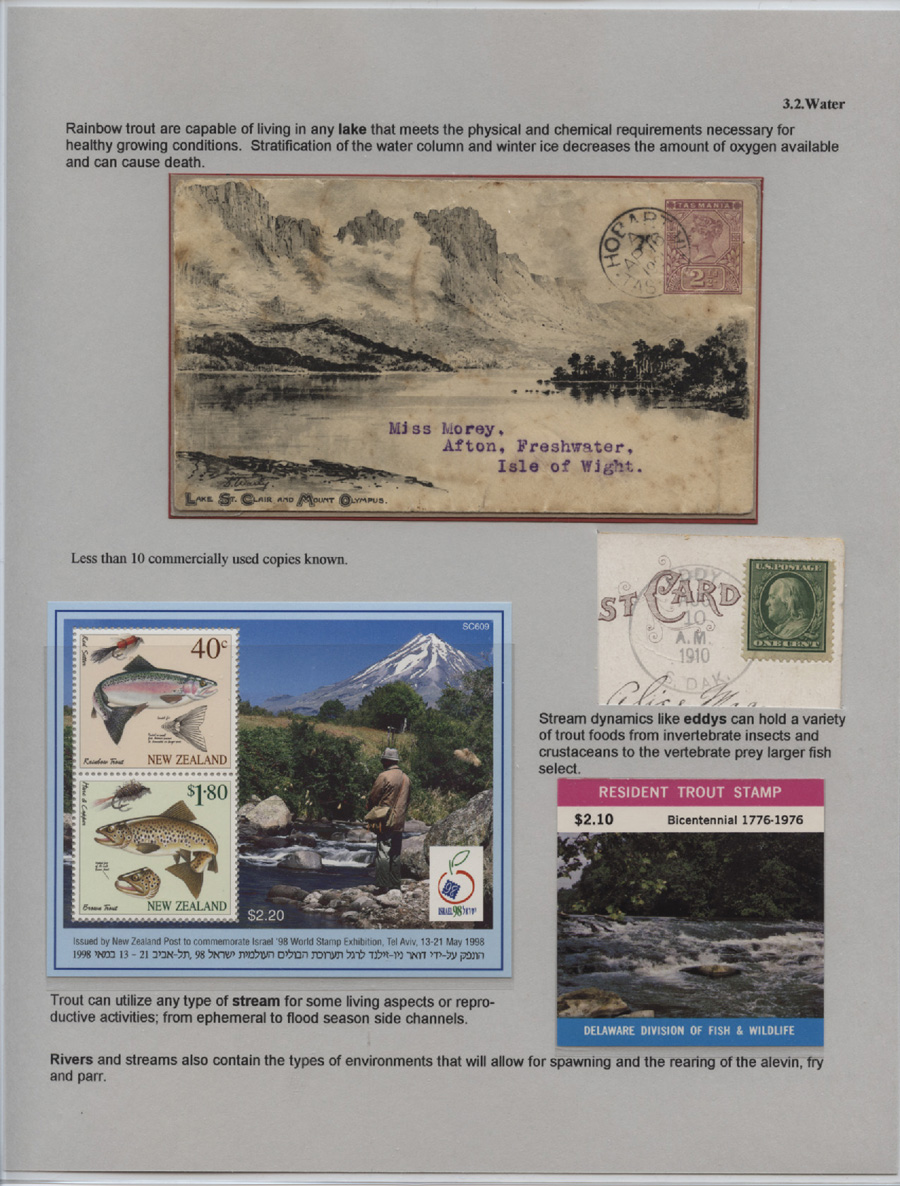 3.2.Water
Rainbow trout are capable of living in any lake that meets the physical and chemical requirements necessary for
healthy growing conditions. Stratification of the water column and winter ice decreases the amount of oxygen available
and can cause death.
HOBART
TAS
TASMANIA
Miss Morey,
Afton, Freshwater,
Isle of Wight.
LAKE ST. CLAIR AND MOUNT OLYMPUS.
Less than 10 commercially used copies known.
ST CARD
10
A.M.
1910
S. DAK.
U.S. POSTAGE
ONE CENT
SC609
40c
Rainbow Trout
NEW ZEALAND
$1.80
Brown Trout
NEW ZEALAND
$2.20
ISRAEL 98
Issued by New Zealand Post to commemorate Israel '98 World Stamp Exhibition, Tel Aviv, 13-21 May 1998
הונפק על-ידי דואר ניו-זילנד לרגל תערוכת הבולים העולמית ישראל 98, תל-אביב 21 - 13 במאי 1998
Stream dynamics like eddys can hold a variety
of trout foods from invertebrate insects and
crustaceans to the vertebrate prey larger fish
select.
RESIDENT TROUT STAMP
$2.10 Bicentennial 1776-1976
DELAWARE DIVISION OF FISH & WILDLIFE
Trout can utilize any type of stream for some living aspects or repro-
ductive activities; from ephemeral to flood season side channels.
Rivers and streams also contain the types of environments that will allow for spawning and the rearing of the alevin, fry
and parr.